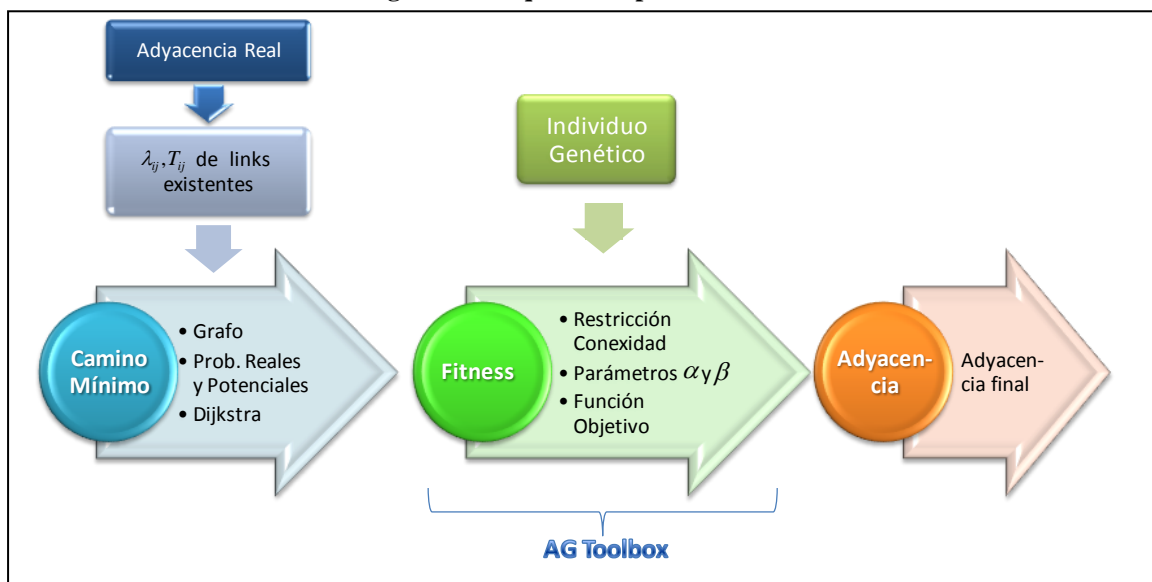 Adyacencia Real
λij,Tij de links
existentes
Individuo
Genético
Camino
Mínimo
• Grafo
• Prob. Reales
y Potenciales
• Dijkstra
Fitness
• Restricción
Conexidad
• Parámetros α y β
• Función
Objetivo
Adyacen-
cia
Adyacen-
cia final
AG Toolbox